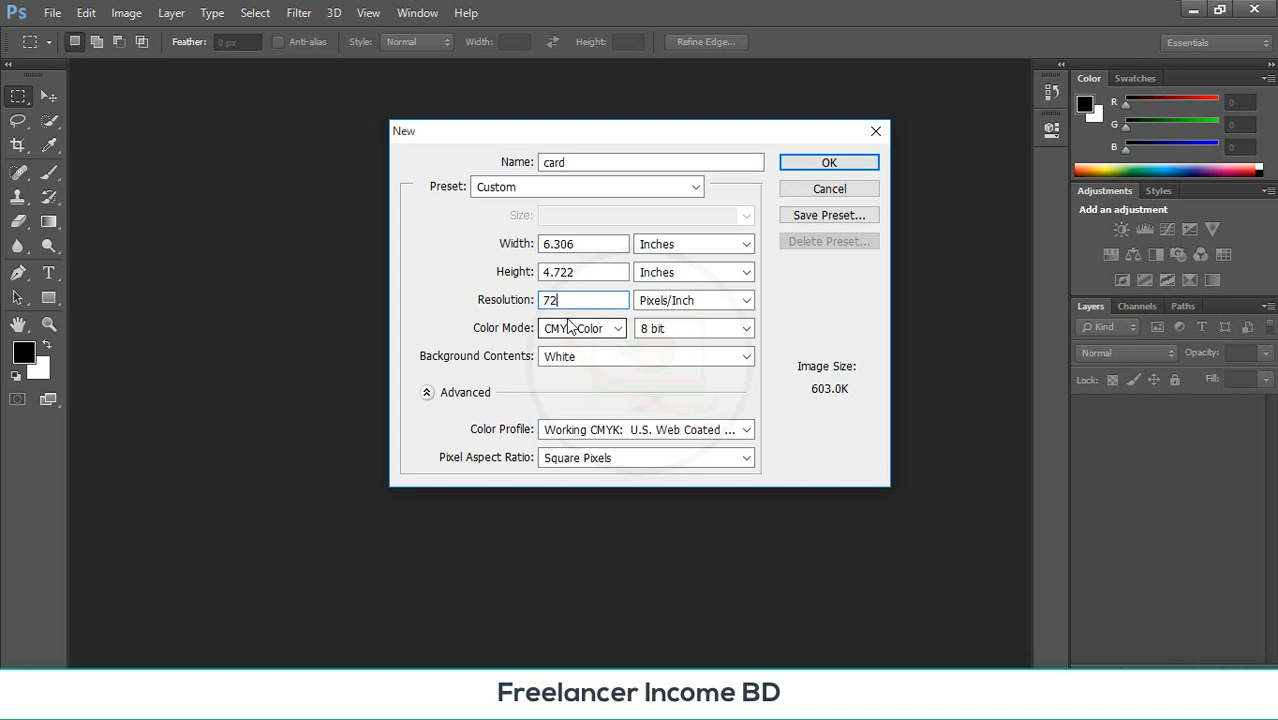 Ps File Edit Image Layer Type Select Filter 3D View Window Help
Feather: 0 px Anti-alias Style: Normal Width: Height: Refine Edge... Essentials
Color Swatches
R 0
G 0
B 0
Adjustments Styles
Add an adjustment
Layers Channels Paths
Kind
Normal Opacity:
Lock: Fill:
New
Name: card OK
Preset: Custom Cancel
Size: Save Preset...
Width: 6.306 Inches Delete Preset...
Height: 4.722 Inches
Resolution: 72 Pixels/Inch
Color Mode: CMYK Color 8 bit
Background Contents: White
Image Size:
603.0K
Advanced
Color Profile: Working CMYK: U.S. Web Coated ...
Pixel Aspect Ratio: Square Pixels
Freelancer Income BD